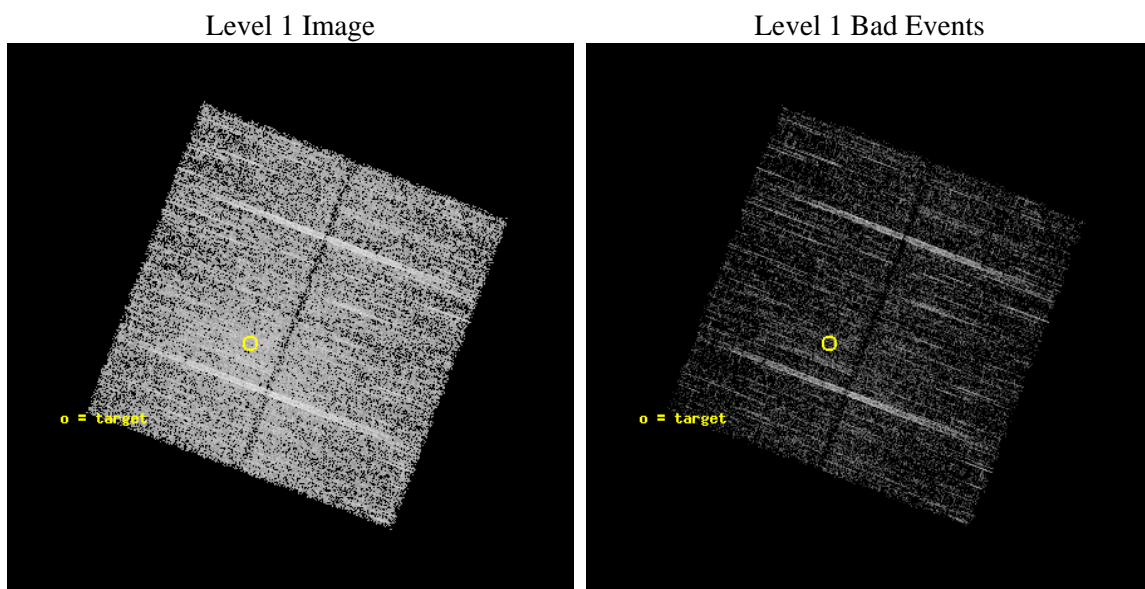 Level 1 Image
Level 1 Bad Events
o = target
o = target